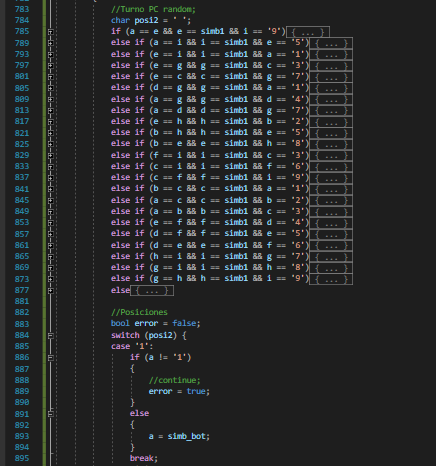 783 //Turno PC random;
784 char posi2 = ' ';
785 if (a == e && e == simb1 && i == '9'){ ... }
789 else if (a == i && i == simb1 && e == '5'){ ... }
793 else if (e == i && i == simb1 && a == '1'){ ... }
797 else if (e == g && g == simb1 && c == '3'){ ... }
801 else if (e == c && c == simb1 && g == '7'){ ... }
805 else if (d == g && g == simb1 && a == '1'){ ... }
809 else if (a == g && g == simb1 && d == '4'){ ... }
813 else if (a == d && d == simb1 && g == '7'){ ... }
817 else if (e == h && h == simb1 && b == '2'){ ... }
821 else if (b == h && h == simb1 && e == '5'){ ... }
825 else if (b == e && e == simb1 && h == '8'){ ... }
829 else if (f == i && i == simb1 && c == '3'){ ... }
833 else if (c == i && i == simb1 && f == '6'){ ... }
837 else if (c == f && f == simb1 && i == '9'){ ... }
841 else if (b == c && c == simb1 && a == '1'){ ... }
845 else if (a == c && c == simb1 && b == '2'){ ... }
849 else if (a == b && b == simb1 && c == '3'){ ... }
853 else if (e == f && f == simb1 && d == '4'){ ... }
857 else if (d == f && f == simb1 && e == '5'){ ... }
861 else if (d == e && e == simb1 && f == '6'){ ... }
865 else if (h == i && i == simb1 && g == '7'){ ... }
869 else if (g == i && i == simb1 && h == '8'){ ... }
873 else if (g == h && h == simb1 && i == '9'){ ... }
877 else{ ... }
881
882 //Posiciones
883 bool error = false;
884 switch (posi2) {
885 case '1':
886 if (a != '1')
887 {
888 //continue;
889 error = true;
890 }
891 else
892 {
893 a = simb_bot;
894 }
895 break;